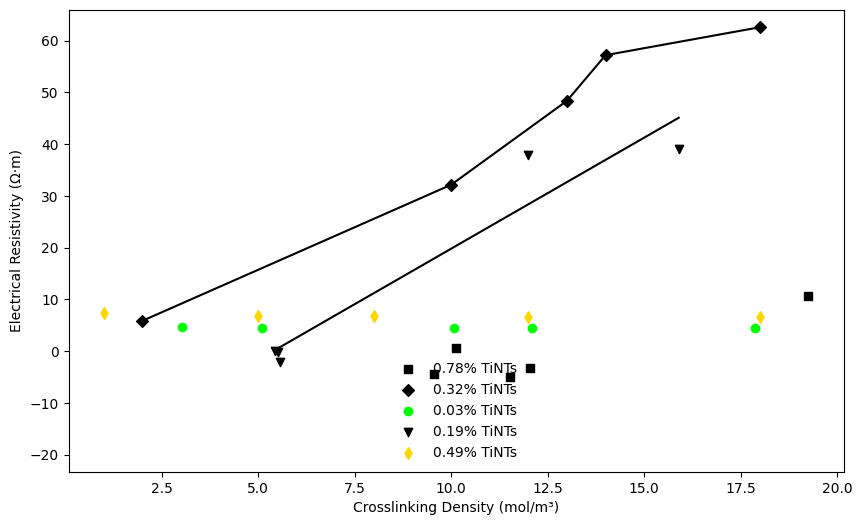 60
50
40
30
20
10
0
−10
−20
Electrical Resistivity (Ω·m)
0.78% TiNTs
0.32% TiNTs
0.03% TiNTs
0.19% TiNTs
0.49% TiNTs
2.5 5.0 7.5 10.0 12.5 15.0 17.5 20.0
Crosslinking Density (mol/m³)